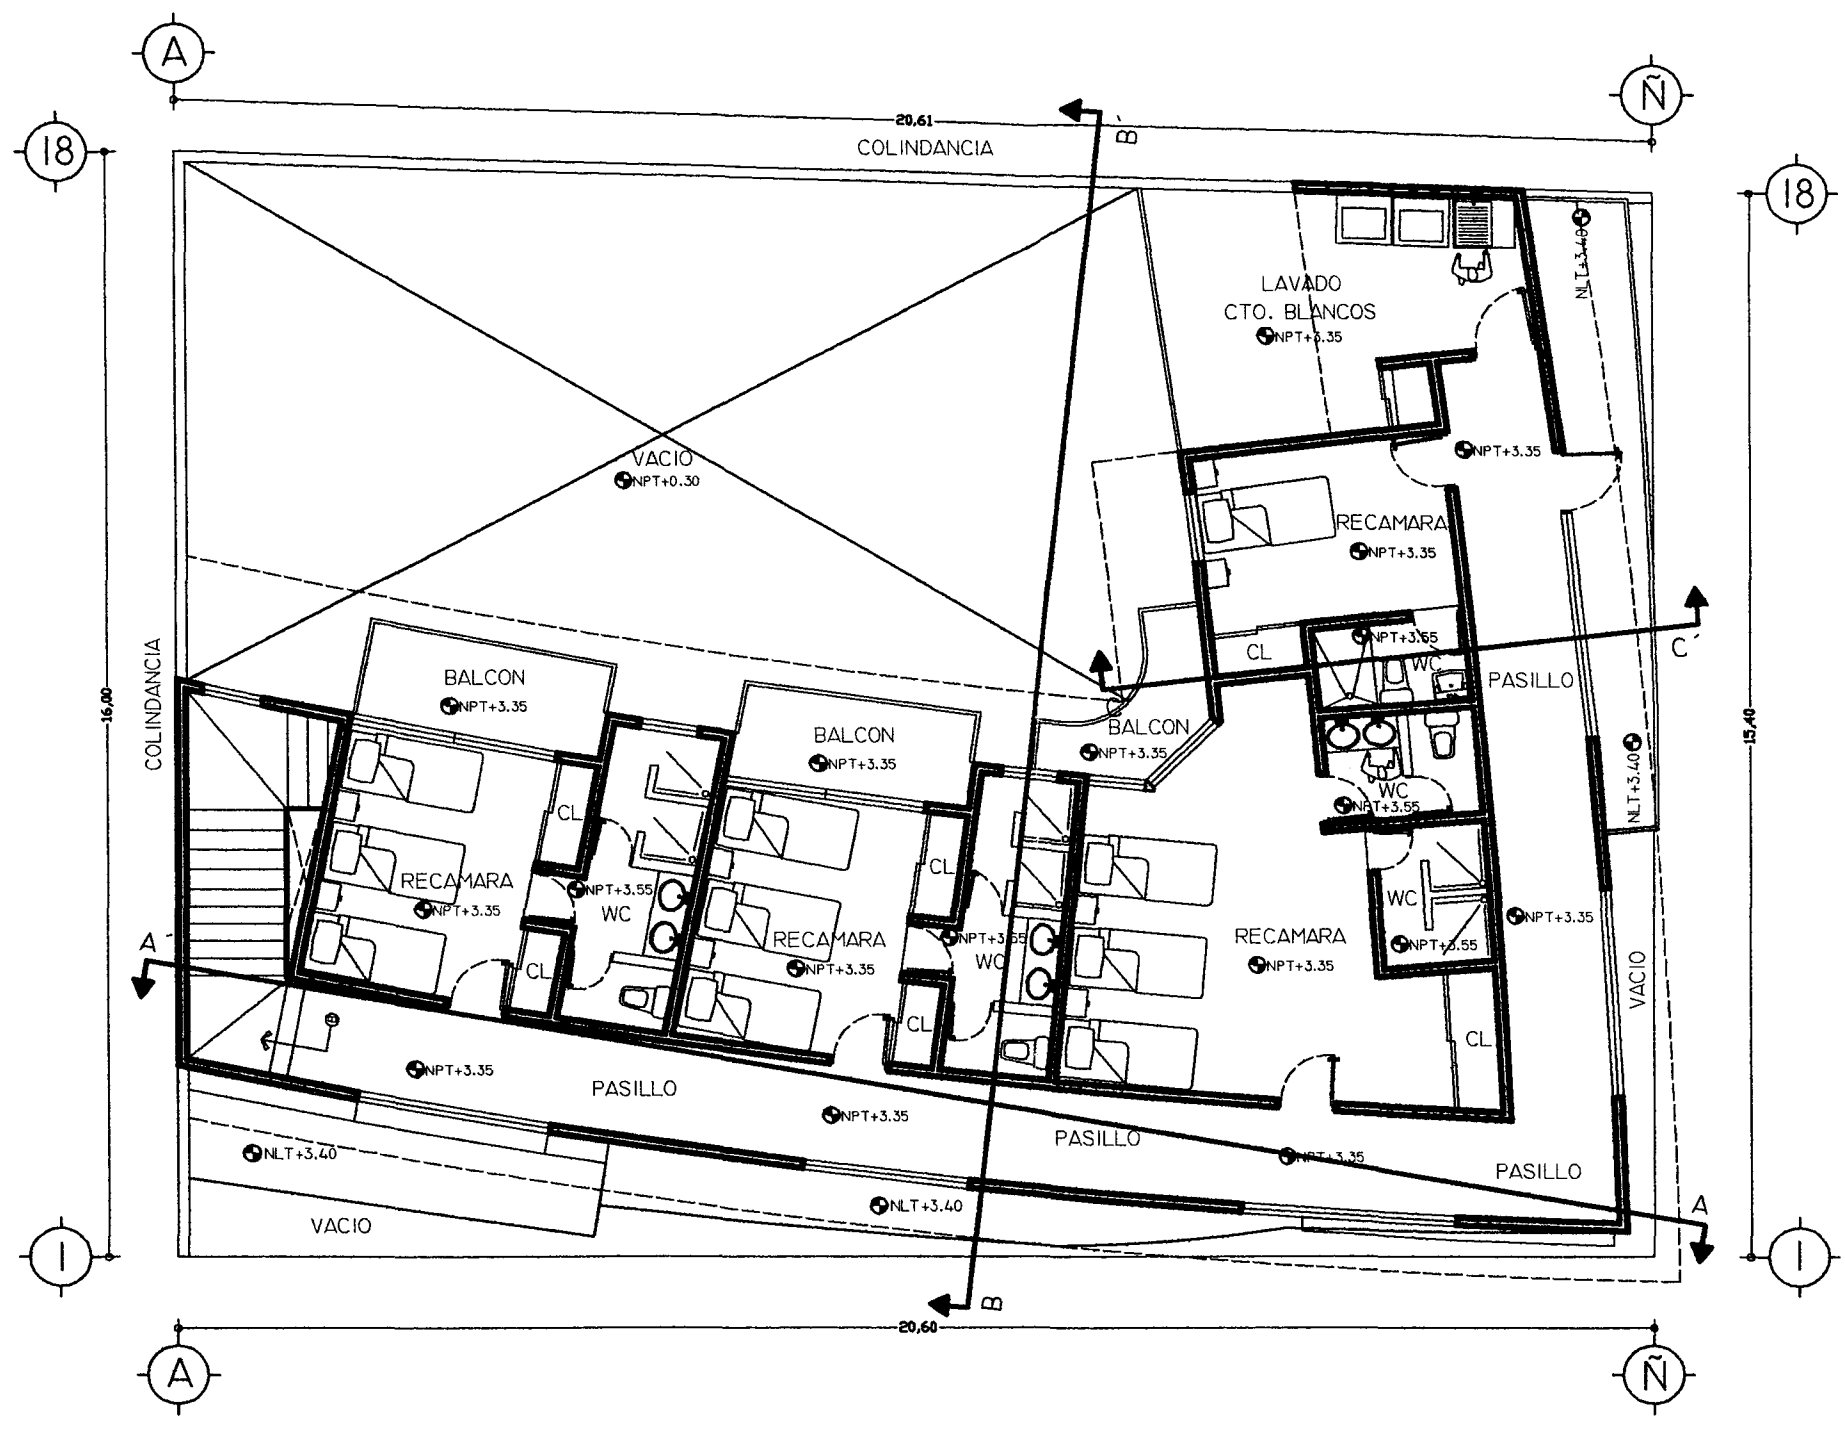 A
Ñ
20,61
B´
COLINDANCIA
18
18
NLT+3.40
LAVADO
CTO. BLANCOS
NPT+3.35
VACIO
NPT+0.30
NPT+3.35
RECAMARA
NPT+3.35
COLINDANCIA
NPT+3.55
WC
CL
C´
PASILLO
BALCON
NPT+3.35
16,00
15,40
BALCON
NPT+3.35
BALCON
NPT+3.35
NLT+3.40
WC
NPT+3.55
CL
CL
RECAMARA
NPT+3.35
NPT+3.55
WC
WC
NPT+3.55
NPT+3.35
RECAMARA
NPT+3.35
NPT+3.55
WC
RECAMARA
NPT+3.35
A´
CL
CL
CL
VACIO
NPT+3.35
PASILLO
NPT+3.35
PASILLO
NPT+3.35
PASILLO
NLT+3.40
NLT+3.40
A
VACIO
I
I
B
20,60
A
Ñ